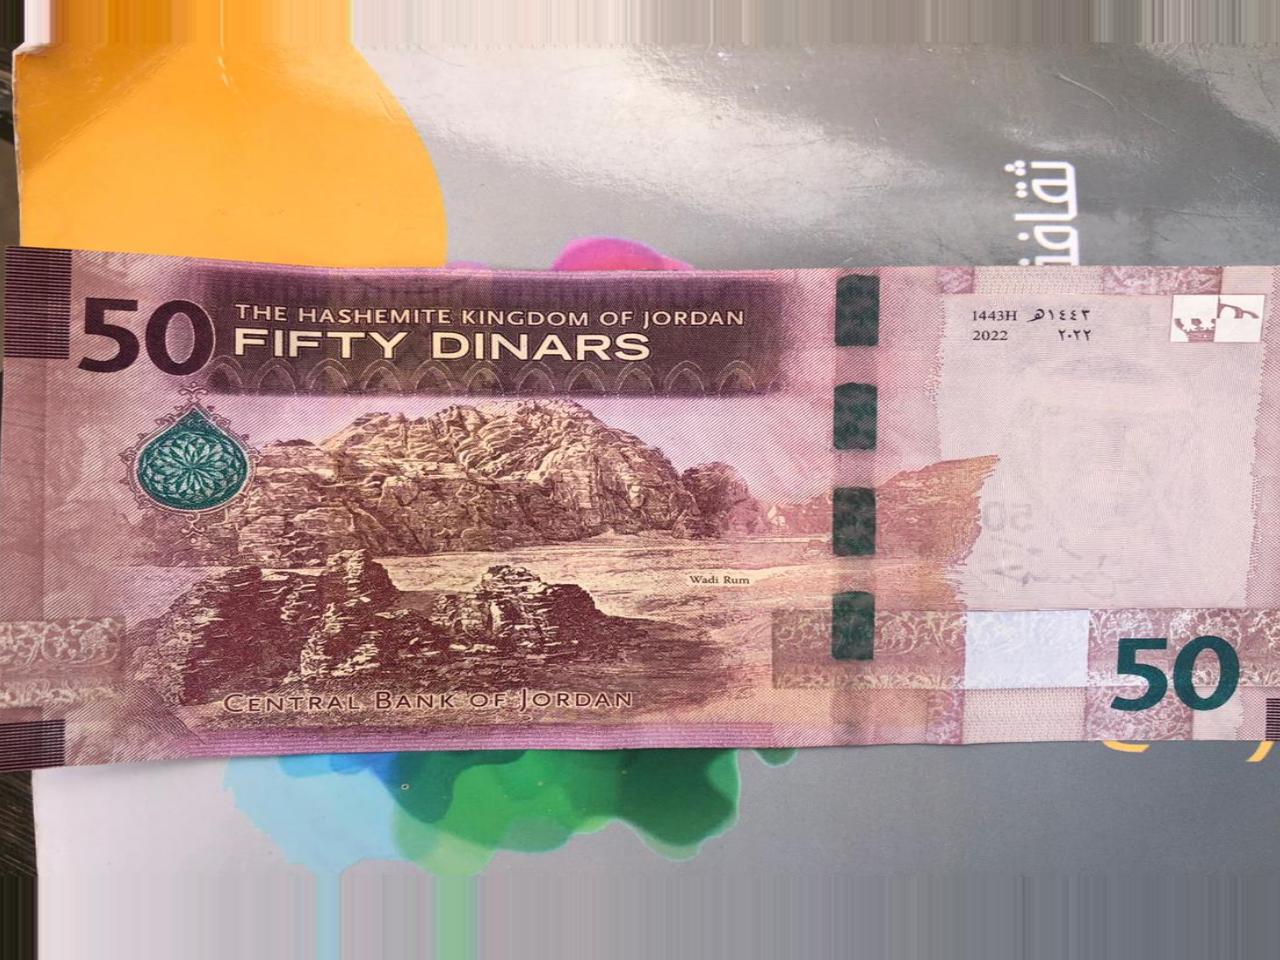 ثقافة
50
THE HASHEMITE KINGDOM OF JORDAN
FIFTY DINARS
1443H ١٤٤٣هـ
2022 ٢٠٢٢
Wadi Rum
CENTRAL BANK OF JORDAN
50